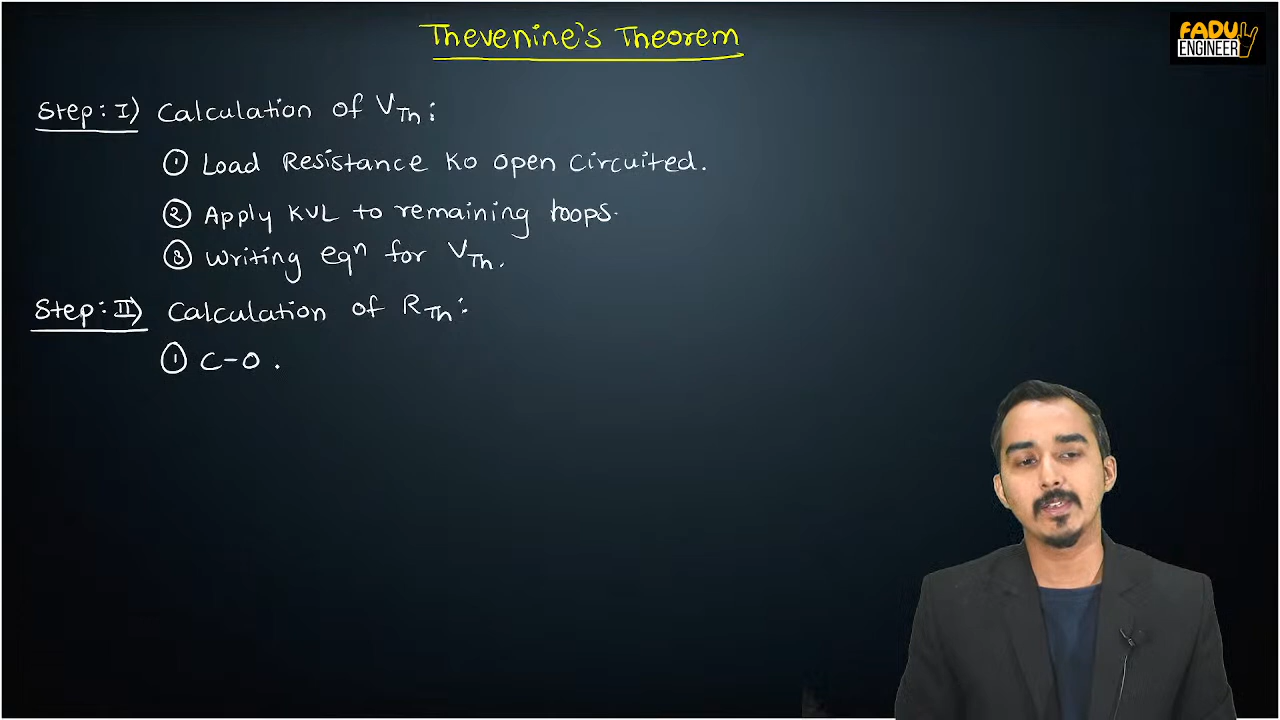 Thevenine's Theorem
FADU
ENGINEER
Step: I) Calculation of VTh:
① Load Resistance Ko open circuited.
② Apply KVL to remaining loops.
③ Writing eqn for VTh.
Step: II) Calculation of RTh:
① C-O.